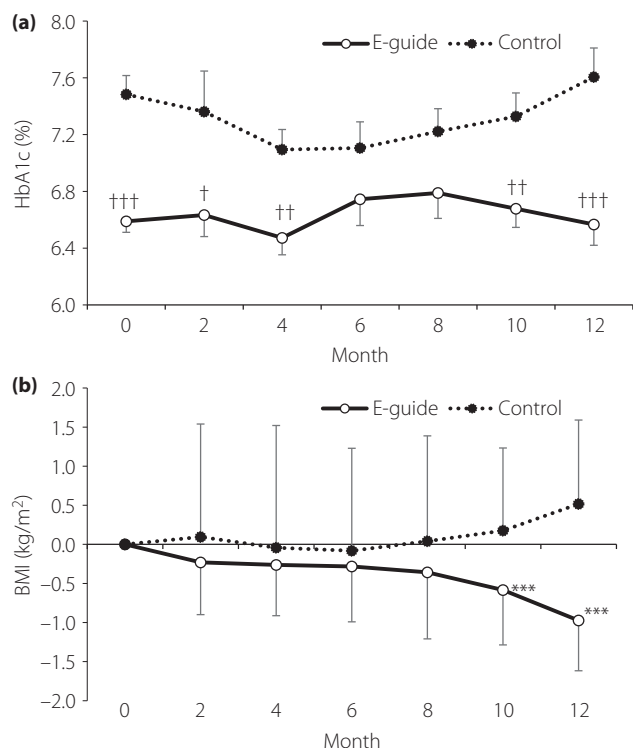 (a)
8.0
E-guide Control
7.6
7.2
HbA1c (%)
6.8
††† † †† †† †††
6.4
6.0
0 2 4 6 8 10 12
Month
(b)
2.0
E-guide Control
1.5
1.0
0.5
0.0
BMI (kg/m²)
−0.5
***
−1.0
***
−1.5
−2.0
0 2 4 6 8 10 12
Month